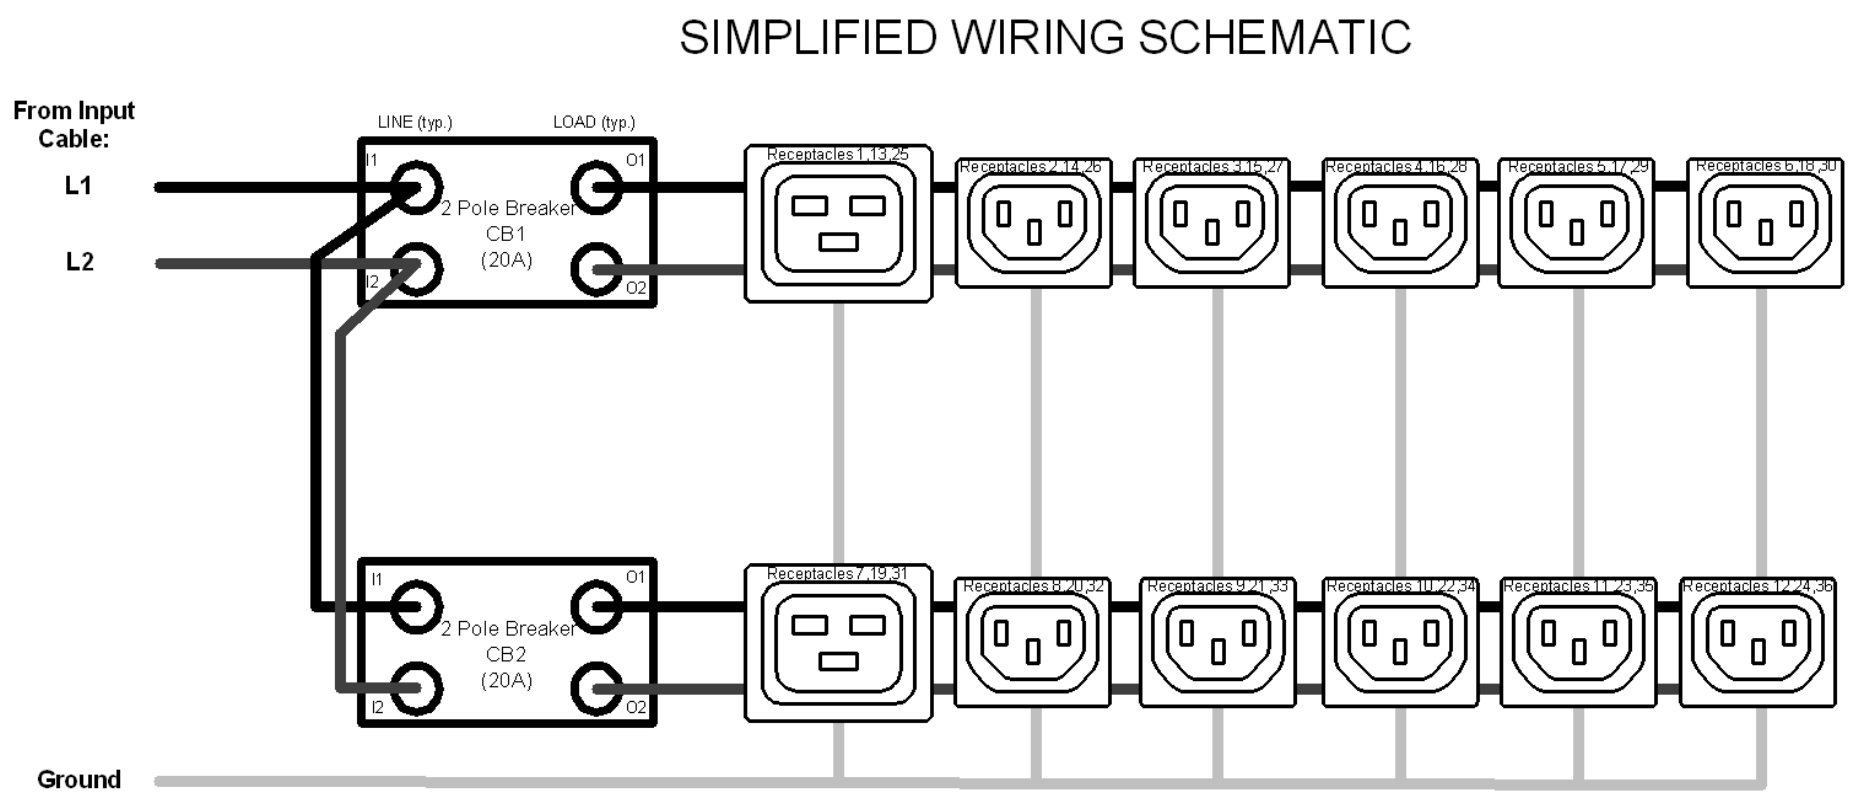 SIMPLIFIED WIRING SCHEMATIC
From Input
Cable:
LINE (typ.)
LOAD (typ.)
L1
L2
I1
O1
2 Pole Breaker
CB1
(20A)
I2
O2
Receptacles 1,13,25
Receptacles 2,14,26
Receptacles 3,15,27
Receptacles 4,16,28
Receptacles 5,17,29
Receptacles 6,18,30
I1
O1
2 Pole Breaker
CB2
(20A)
I2
O2
Receptacles 7,19,31
Receptacles 8,20,32
Receptacles 9,21,33
Receptacles 10,22,34
Receptacles 11,23,35
Receptacles 12,24,36
Ground